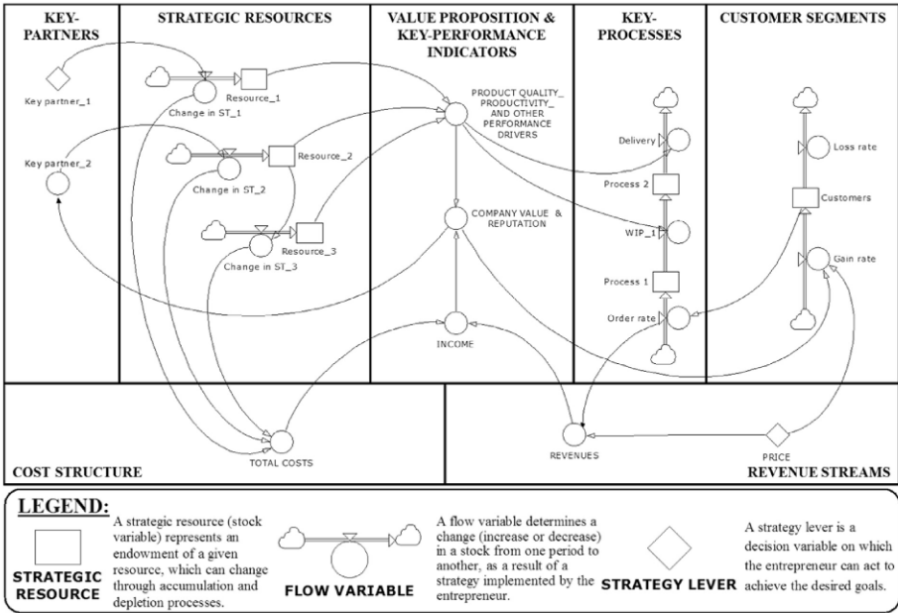 KEY-
PARTNERS
STRATEGIC RESOURCES
VALUE PROPOSITION &
KEY-PERFORMANCE
INDICATORS
KEY-
PROCESSES
CUSTOMER SEGMENTS
Key partner_1
Resource_1
Change in ST_1
Key partner_2
Resource_2
Change in ST_2
Resource_3
Change in ST_3
PRODUCT QUALITY_
PRODUCTIVITY_
AND OTHER
PERFORMANCE
DRIVERS
COMPANY VALUE &
REPUTATION
INCOME
Delivery
Process 2
WIP_1
Process 1
Order rate
Loss rate
Customers
Gain rate
TOTAL COSTS
COST STRUCTURE
REVENUES
PRICE
REVENUE STREAMS
LEGEND:
STRATEGIC
RESOURCE
A strategic resource (stock
variable) represents an
endowment of a given
resource, which can change
through accumulation and
depletion processes.
FLOW VARIABLE
A flow variable determines a
change (increase or decrease)
in a stock from one period to
another, as a result of a
strategy implemented by the
entrepreneur.
STRATEGY LEVER
A strategy lever is a
decision variable on which
the entrepreneur can act to
achieve the desired goals.